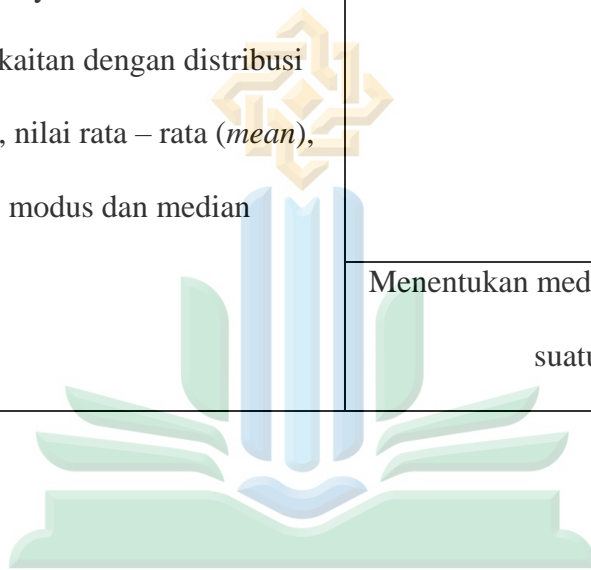 kaitan dengan distribusi
, nilai rata – rata (mean),
modus dan median
Menentukan med
suatu